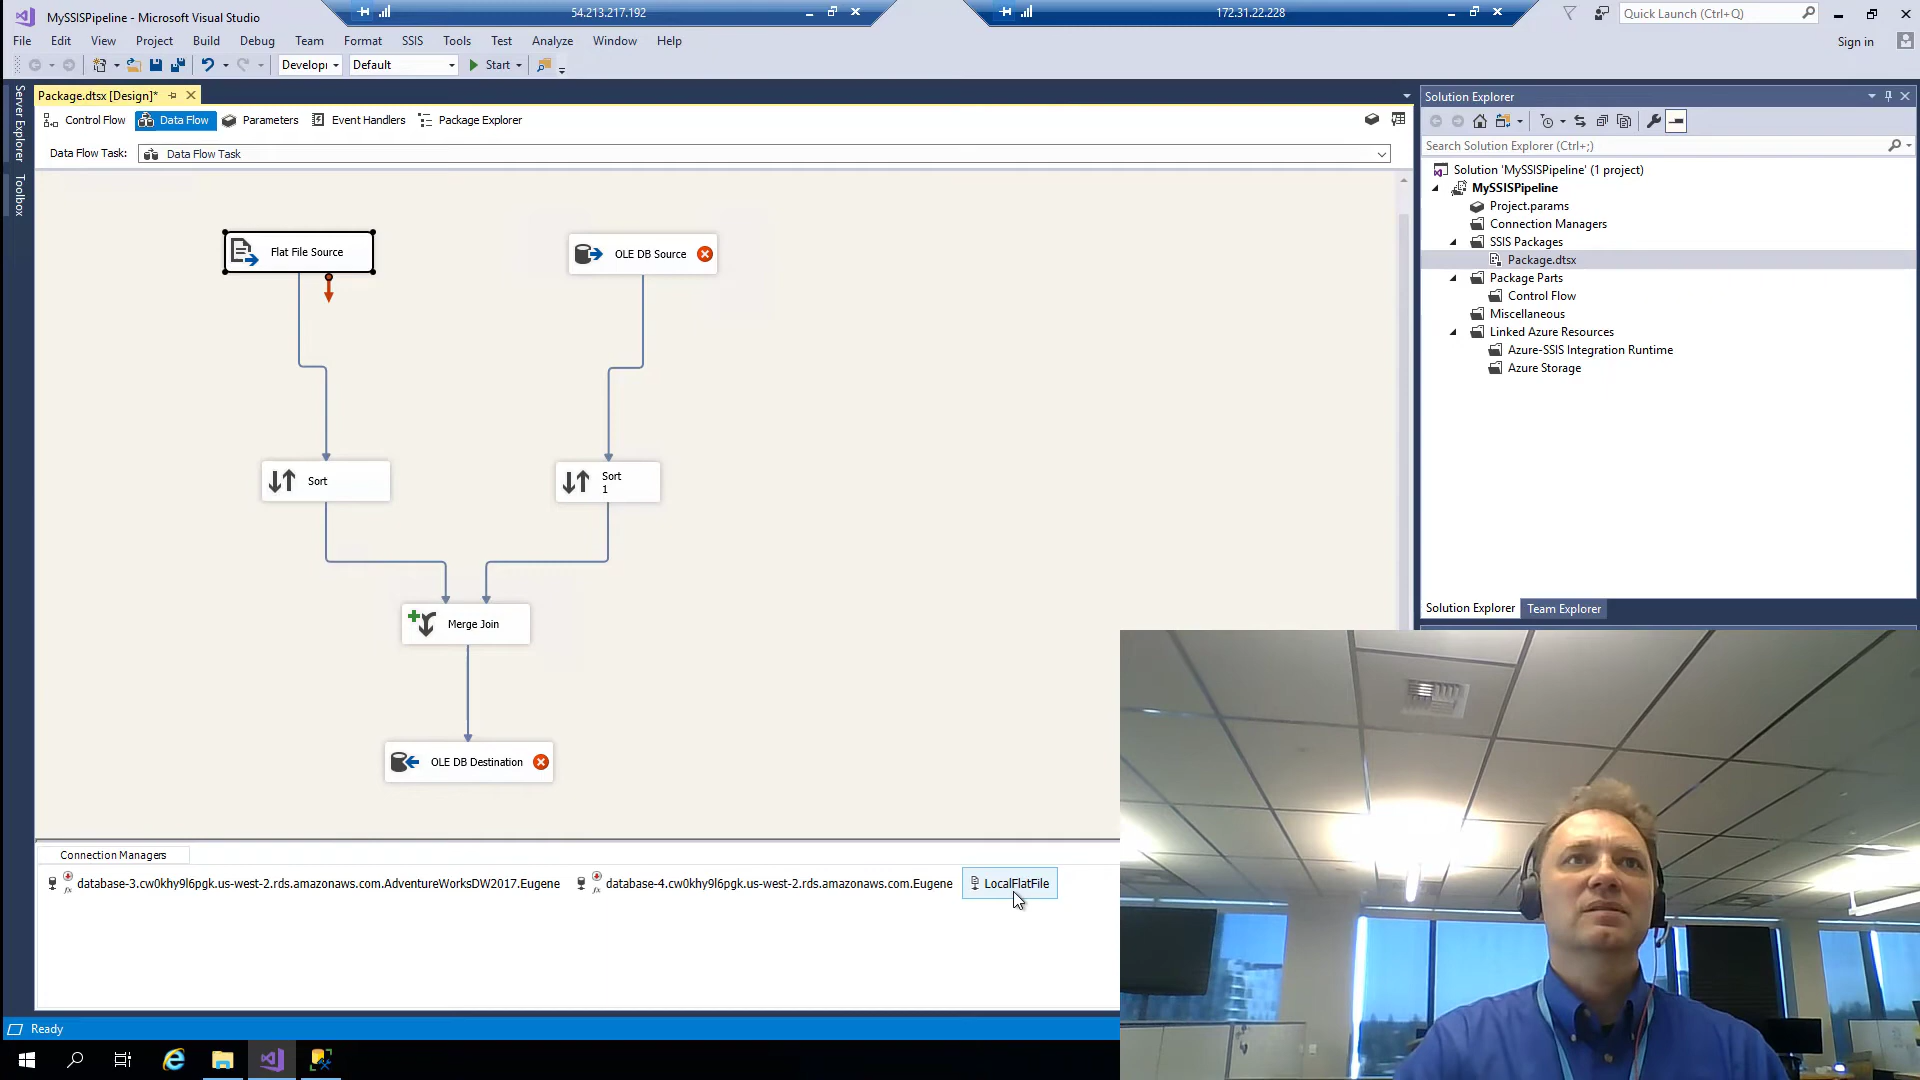 MySSISPipeline - Microsoft Visual Studio
54.213.217.192
172.31.22.228
Quick Launch (Ctrl+Q)
File Edit View Project Build Debug Team Format SSIS Tools Test Analyze Window Help
Sign in
Developı Default Start
Package.dtsx [Design]*
Server Explorer
Toolbox
Control Flow Data Flow Parameters Event Handlers Package Explorer
Data Flow Task: Data Flow Task
Flat File Source
OLE DB Source
Sort
Sort
1
Merge Join
OLE DB Destination
Connection Managers
database-3.cw0khy9l6pgk.us-west-2.rds.amazonaws.com.AdventureWorksDW2017.Eugene
database-4.cw0khy9l6pgk.us-west-2.rds.amazonaws.com.Eugene
LocalFlatFile
Ready
Solution Explorer
Search Solution Explorer (Ctrl+;)
Solution 'MySSISPipeline' (1 project)
MySSISPipeline
Project.params
Connection Managers
SSIS Packages
Package.dtsx
Package Parts
Control Flow
Miscellaneous
Linked Azure Resources
Azure-SSIS Integration Runtime
Azure Storage
Solution Explorer Team Explorer